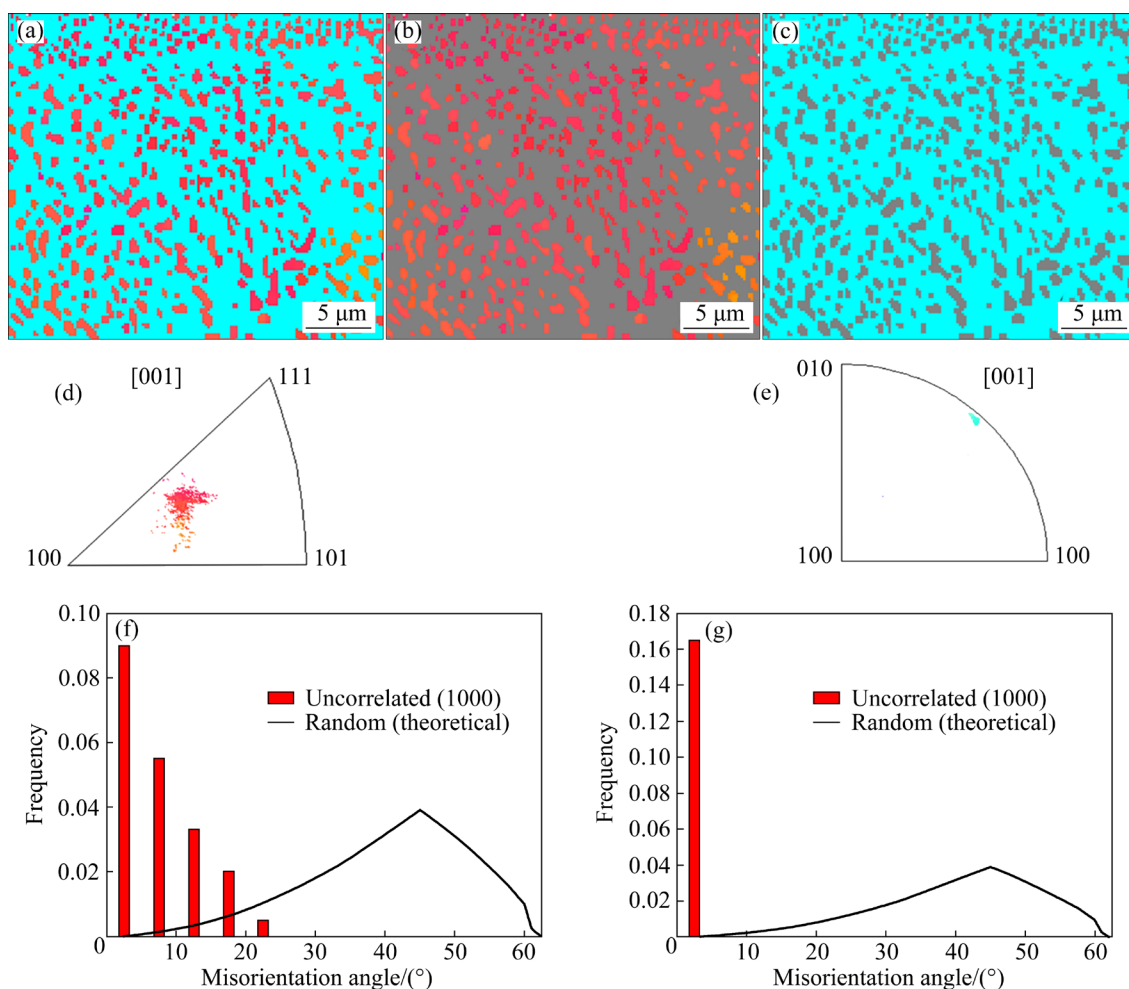 (a)
(b)
(c)
5 μm
5 μm
5 μm
(d)
[001]
111
100
101
(e)
[001]
010
100
100
(f)
0.10
0.08
0.06
0.04
0.02
0
10
20
30
40
50
60
Frequency
Misorientation angle/(°)
Uncorrelated (1000)
Random (theoretical)
(g)
0.18
0.16
0.14
0.12
0.10
0.08
0.06
0.04
0.02
0
10
20
30
40
50
60
Frequency
Misorientation angle/(°)
Uncorrelated (1000)
Random (theoretical)